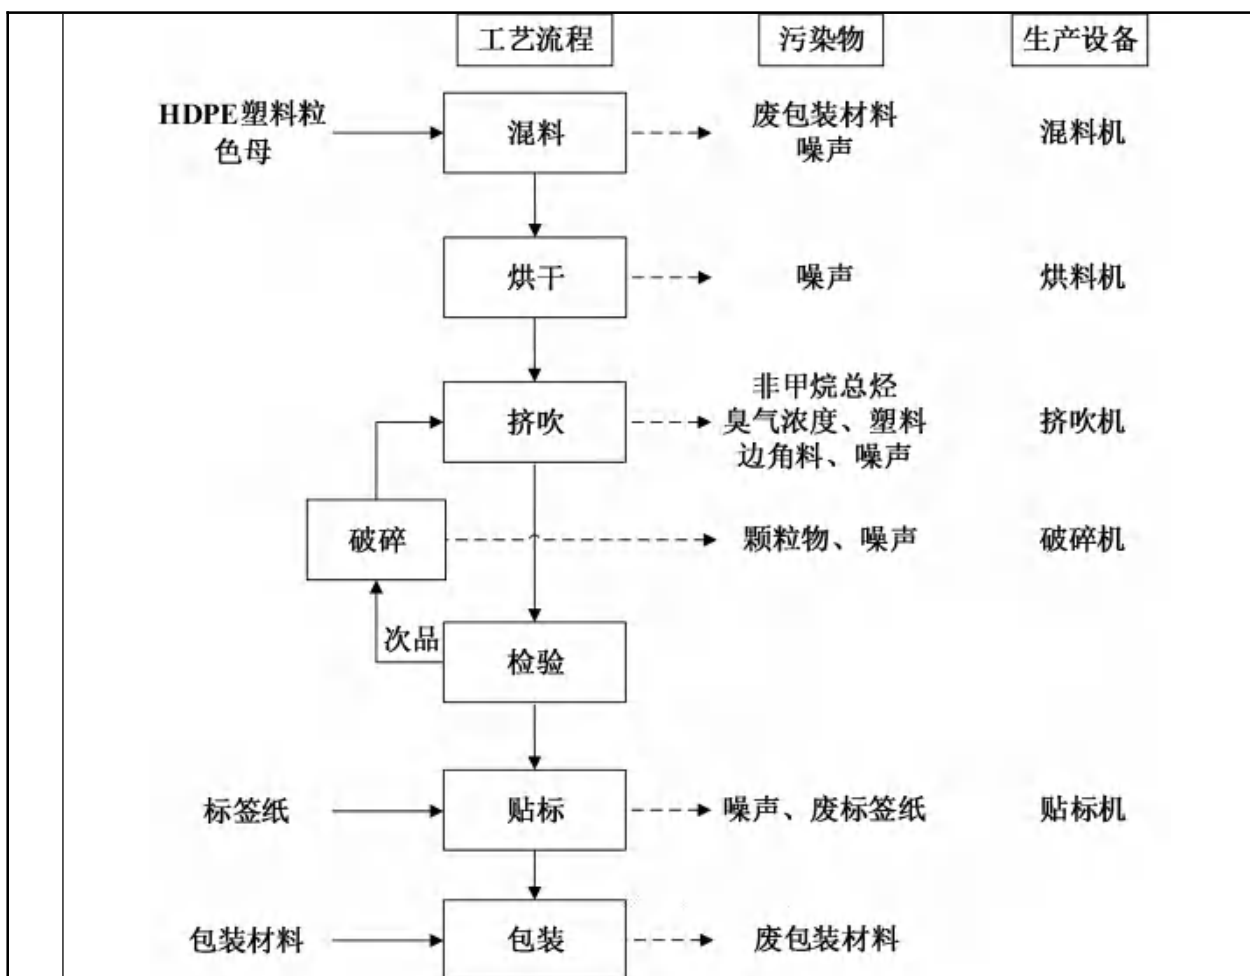 工艺流程
污染物
生产设备
HDPE塑料粒
色母
混料
废包装材料
噪声
混料机
烘干
噪声
烘料机
挤吹
非甲烷总烃
臭气浓度、塑料
边角料、噪声
挤吹机
破碎
颗粒物、噪声
破碎机
次品
检验
标签纸
贴标
噪声、废标签纸
贴标机
包装材料
包装
废包装材料